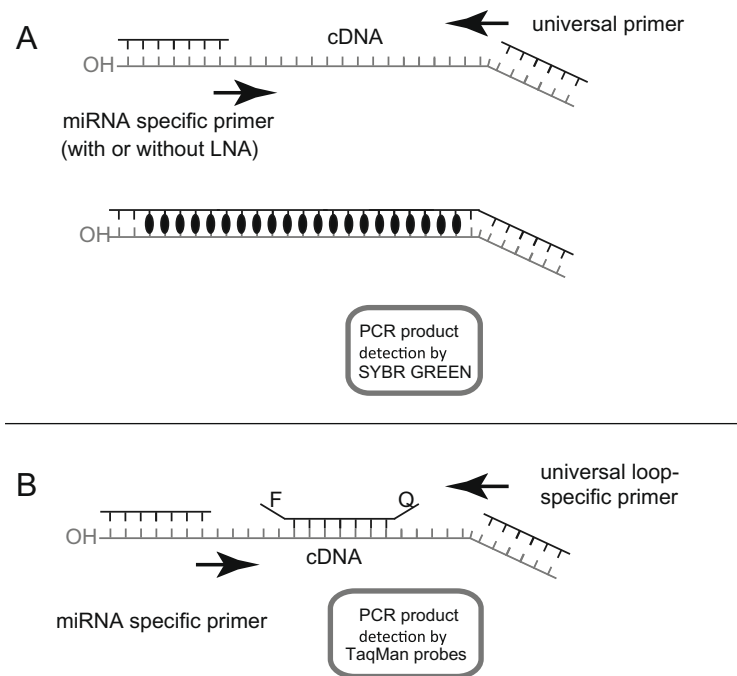 A
cDNA
universal primer
OH
miRNA specific primer
(with or without LNA)
OH
PCR product
detection by
SYBR GREEN
B
universal loop-
specific primer
F
Q
OH
cDNA
miRNA specific primer
PCR product
detection by
TaqMan probes